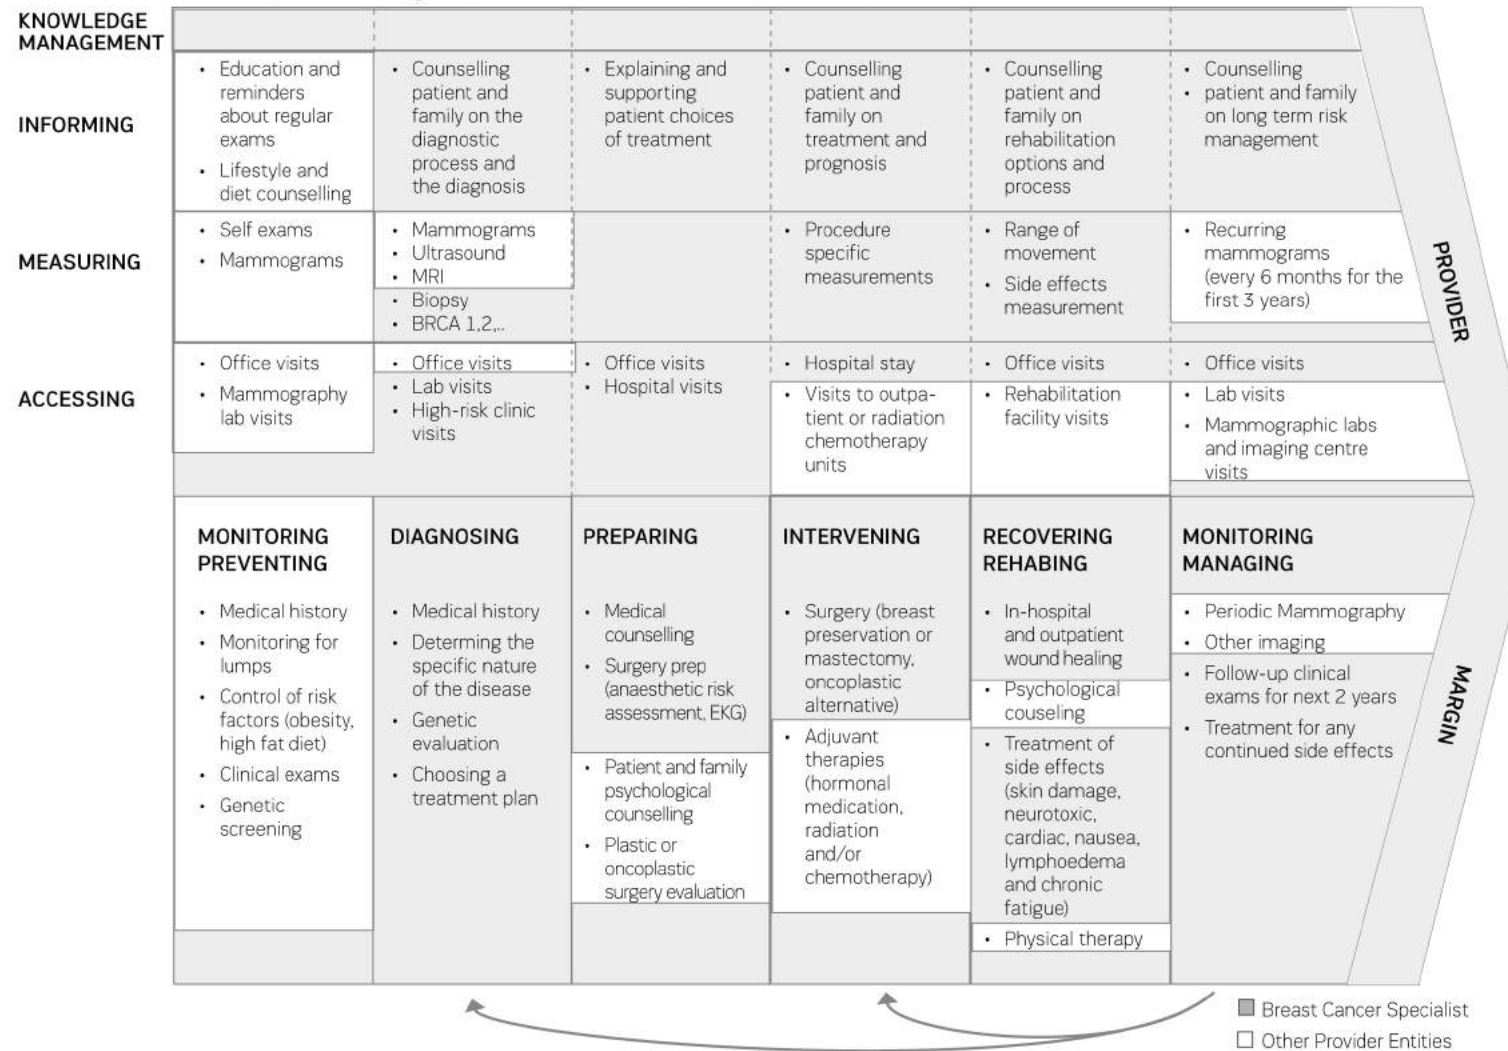 KNOWLEDGE
MANAGEMENT
INFORMING
• Education and
reminders
about regular
exams
• Lifestyle and
diet counselling
• Counselling
patient and
family on the
diagnostic
process and
the diagnosis
• Explaining and
supporting
patient choices
of treatment
• Counselling
patient and
family on
treatment and
prognosis
• Counselling
patient and
family on
rehabilitation
options and
process
• Counselling
• patient and family
on long term risk
management
MEASURING
• Self exams
• Mammograms
• Mammograms
• Ultrasound
• MRI
• Biopsy
• BRCA 1,2,..
• Procedure
specific
measurements
• Range of
movement
• Side effects
measurement
• Recurring
mammograms
(every 6 months for the
first 3 years)
ACCESSING
• Office visits
• Mammography
lab visits
• Office visits
• Lab visits
• High-risk clinic
visits
• Office visits
• Hospital visits
• Hospital stay
• Visits to outpa-
tient or radiation
chemotherapy
units
• Office visits
• Rehabilitation
facility visits
• Office visits
• Lab visits
• Mammographic labs
and imaging centre
visits
PROVIDER
MARGIN
MONITORING
PREVENTING
• Medical history
• Monitoring for
lumps
• Control of risk
factors (obesity,
high fat diet)
• Clinical exams
• Genetic
screening
DIAGNOSING
• Medical history
• Determing the
specific nature
of the disease
• Genetic
evaluation
• Choosing a
treatment plan
PREPARING
• Medical
counselling
• Surgery prep
(anaesthetic risk
assessment, EKG)
• Patient and family
psychological
counselling
• Plastic or
oncoplastic
surgery evaluation
INTERVENING
• Surgery (breast
preservation or
mastectomy,
oncoplastic
alternative)
• Adjuvant
therapies
(hormonal
medication,
radiation
and/or
chemotherapy)
RECOVERING
REHABING
• In-hospital
and outpatient
wound healing
• Psychological
couseling
• Treatment of
side effects
(skin damage,
neurotoxic,
cardiac, nausea,
lymphoedema
and chronic
fatigue)
• Physical therapy
MONITORING
MANAGING
• Periodic Mammography
• Other imaging
• Follow-up clinical
exams for next 2 years
• Treatment for any
continued side effects
Breast Cancer Specialist
Other Provider Entities